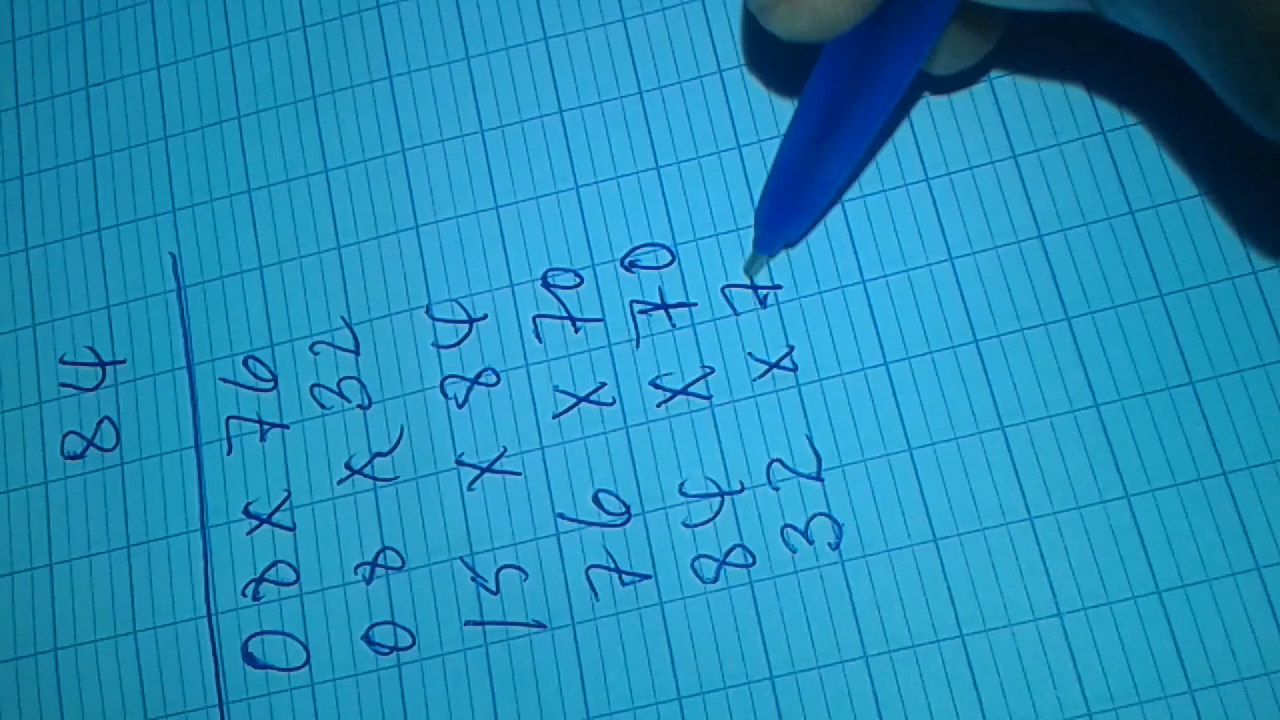 84
08 x 76
08 x 32
15 x 84
76 x 70
84 x 70
32 x 7